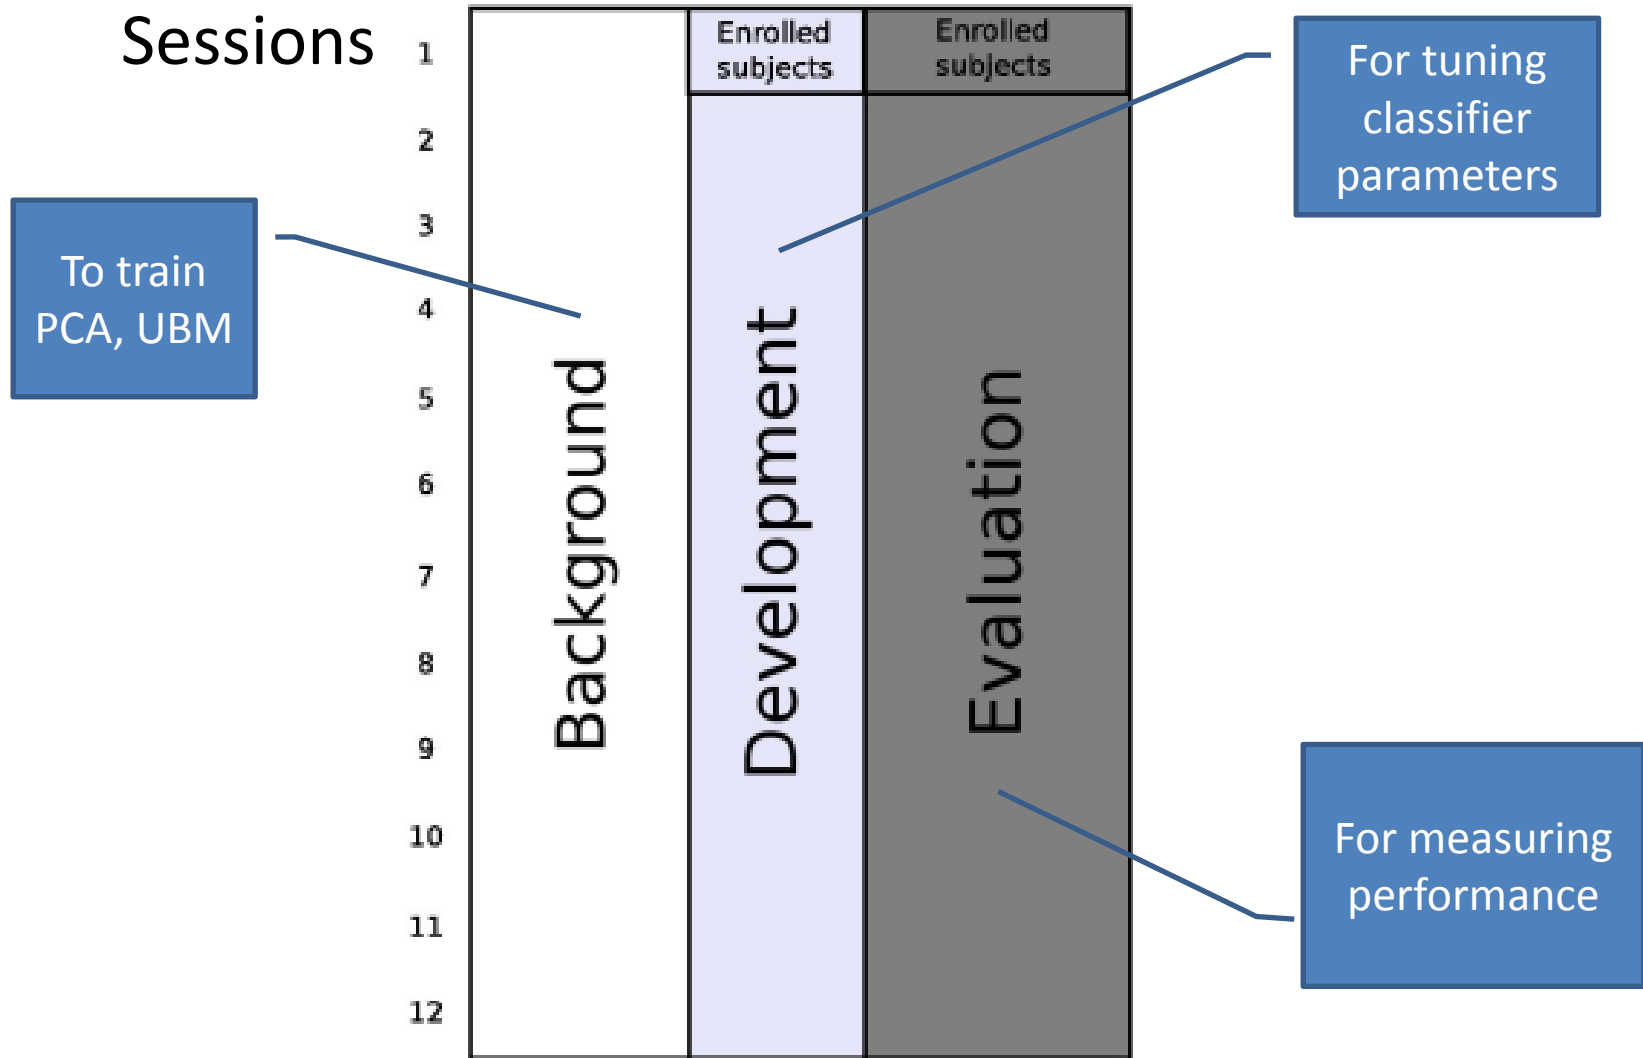 Sessions
1
2
3
4
5
6
7
8
9
10
11
12
Enrolled
subjects
Enrolled
subjects
Background
Development
Evaluation
To train
PCA, UBM
For tuning
classifier
parameters
For measuring
performance